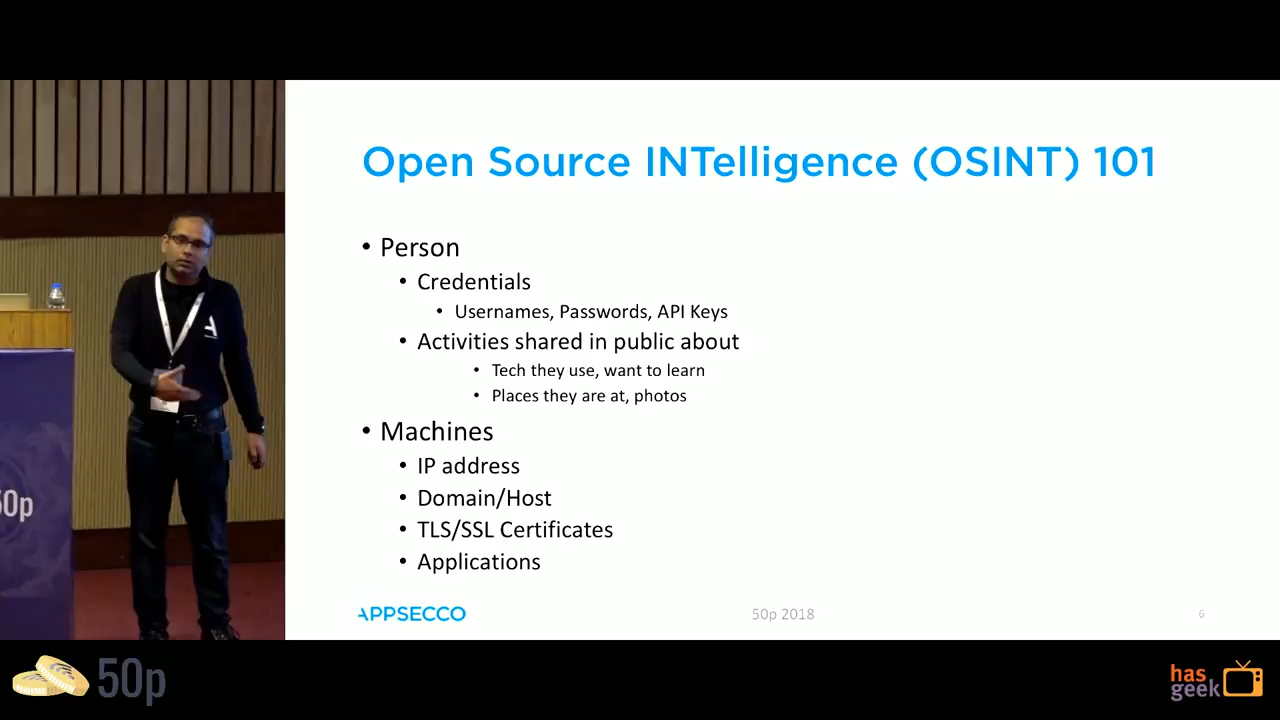 Open Source INTelligence (OSINT) 101
• Person
• Credentials
• Usernames, Passwords, API Keys
• Activities shared in public about
• Tech they use, want to learn
• Places they are at, photos
• Machines
• IP address
• Domain/Host
• TLS/SSL Certificates
• Applications
APPSECCO
50p 2018
6
50p
50p
has
geek